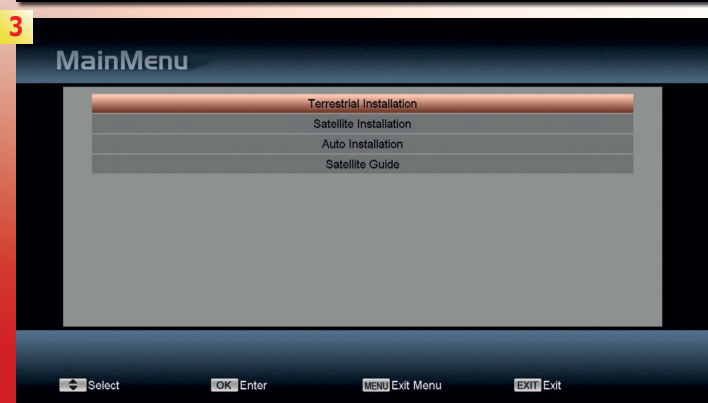 3
MainMenu
Terrestrial Installation
Satellite Installation
Auto Installation
Satellite Guide
Select OK Enter MENU Exit Menu EXIT Exit